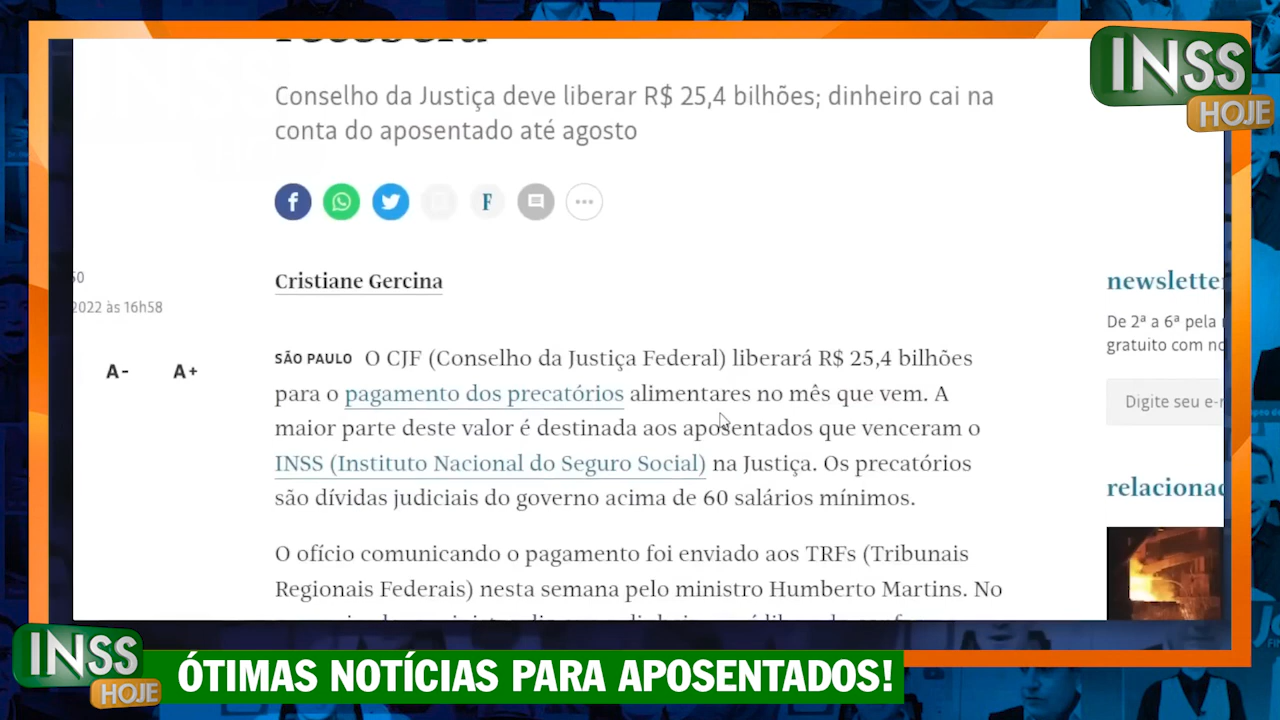 INSS
HOJE
Conselho da Justiça deve liberar R$ 25,4 bilhões; dinheiro cai na
conta do aposentado até agosto
F
Cristiane Gercina
2022 às 16h58
A- A+
SÃO PAULO O CJF (Conselho da Justiça Federal) liberará R$ 25,4 bilhões
para o pagamento dos precatórios alimentares no mês que vem. A
maior parte deste valor é destinada aos aposentados que venceram o
INSS (Instituto Nacional do Seguro Social) na Justiça. Os precatórios
são dívidas judiciais do governo acima de 60 salários mínimos.
O ofício comunicando o pagamento foi enviado aos TRFs (Tribunais
Regionais Federais) nesta semana pelo ministro Humberto Martins. No
newsletter
De 2ª a 6ª pela
gratuito com
Digite seu e-
relacionad
INSS
HOJE
ÓTIMAS NOTÍCIAS PARA APOSENTADOS!